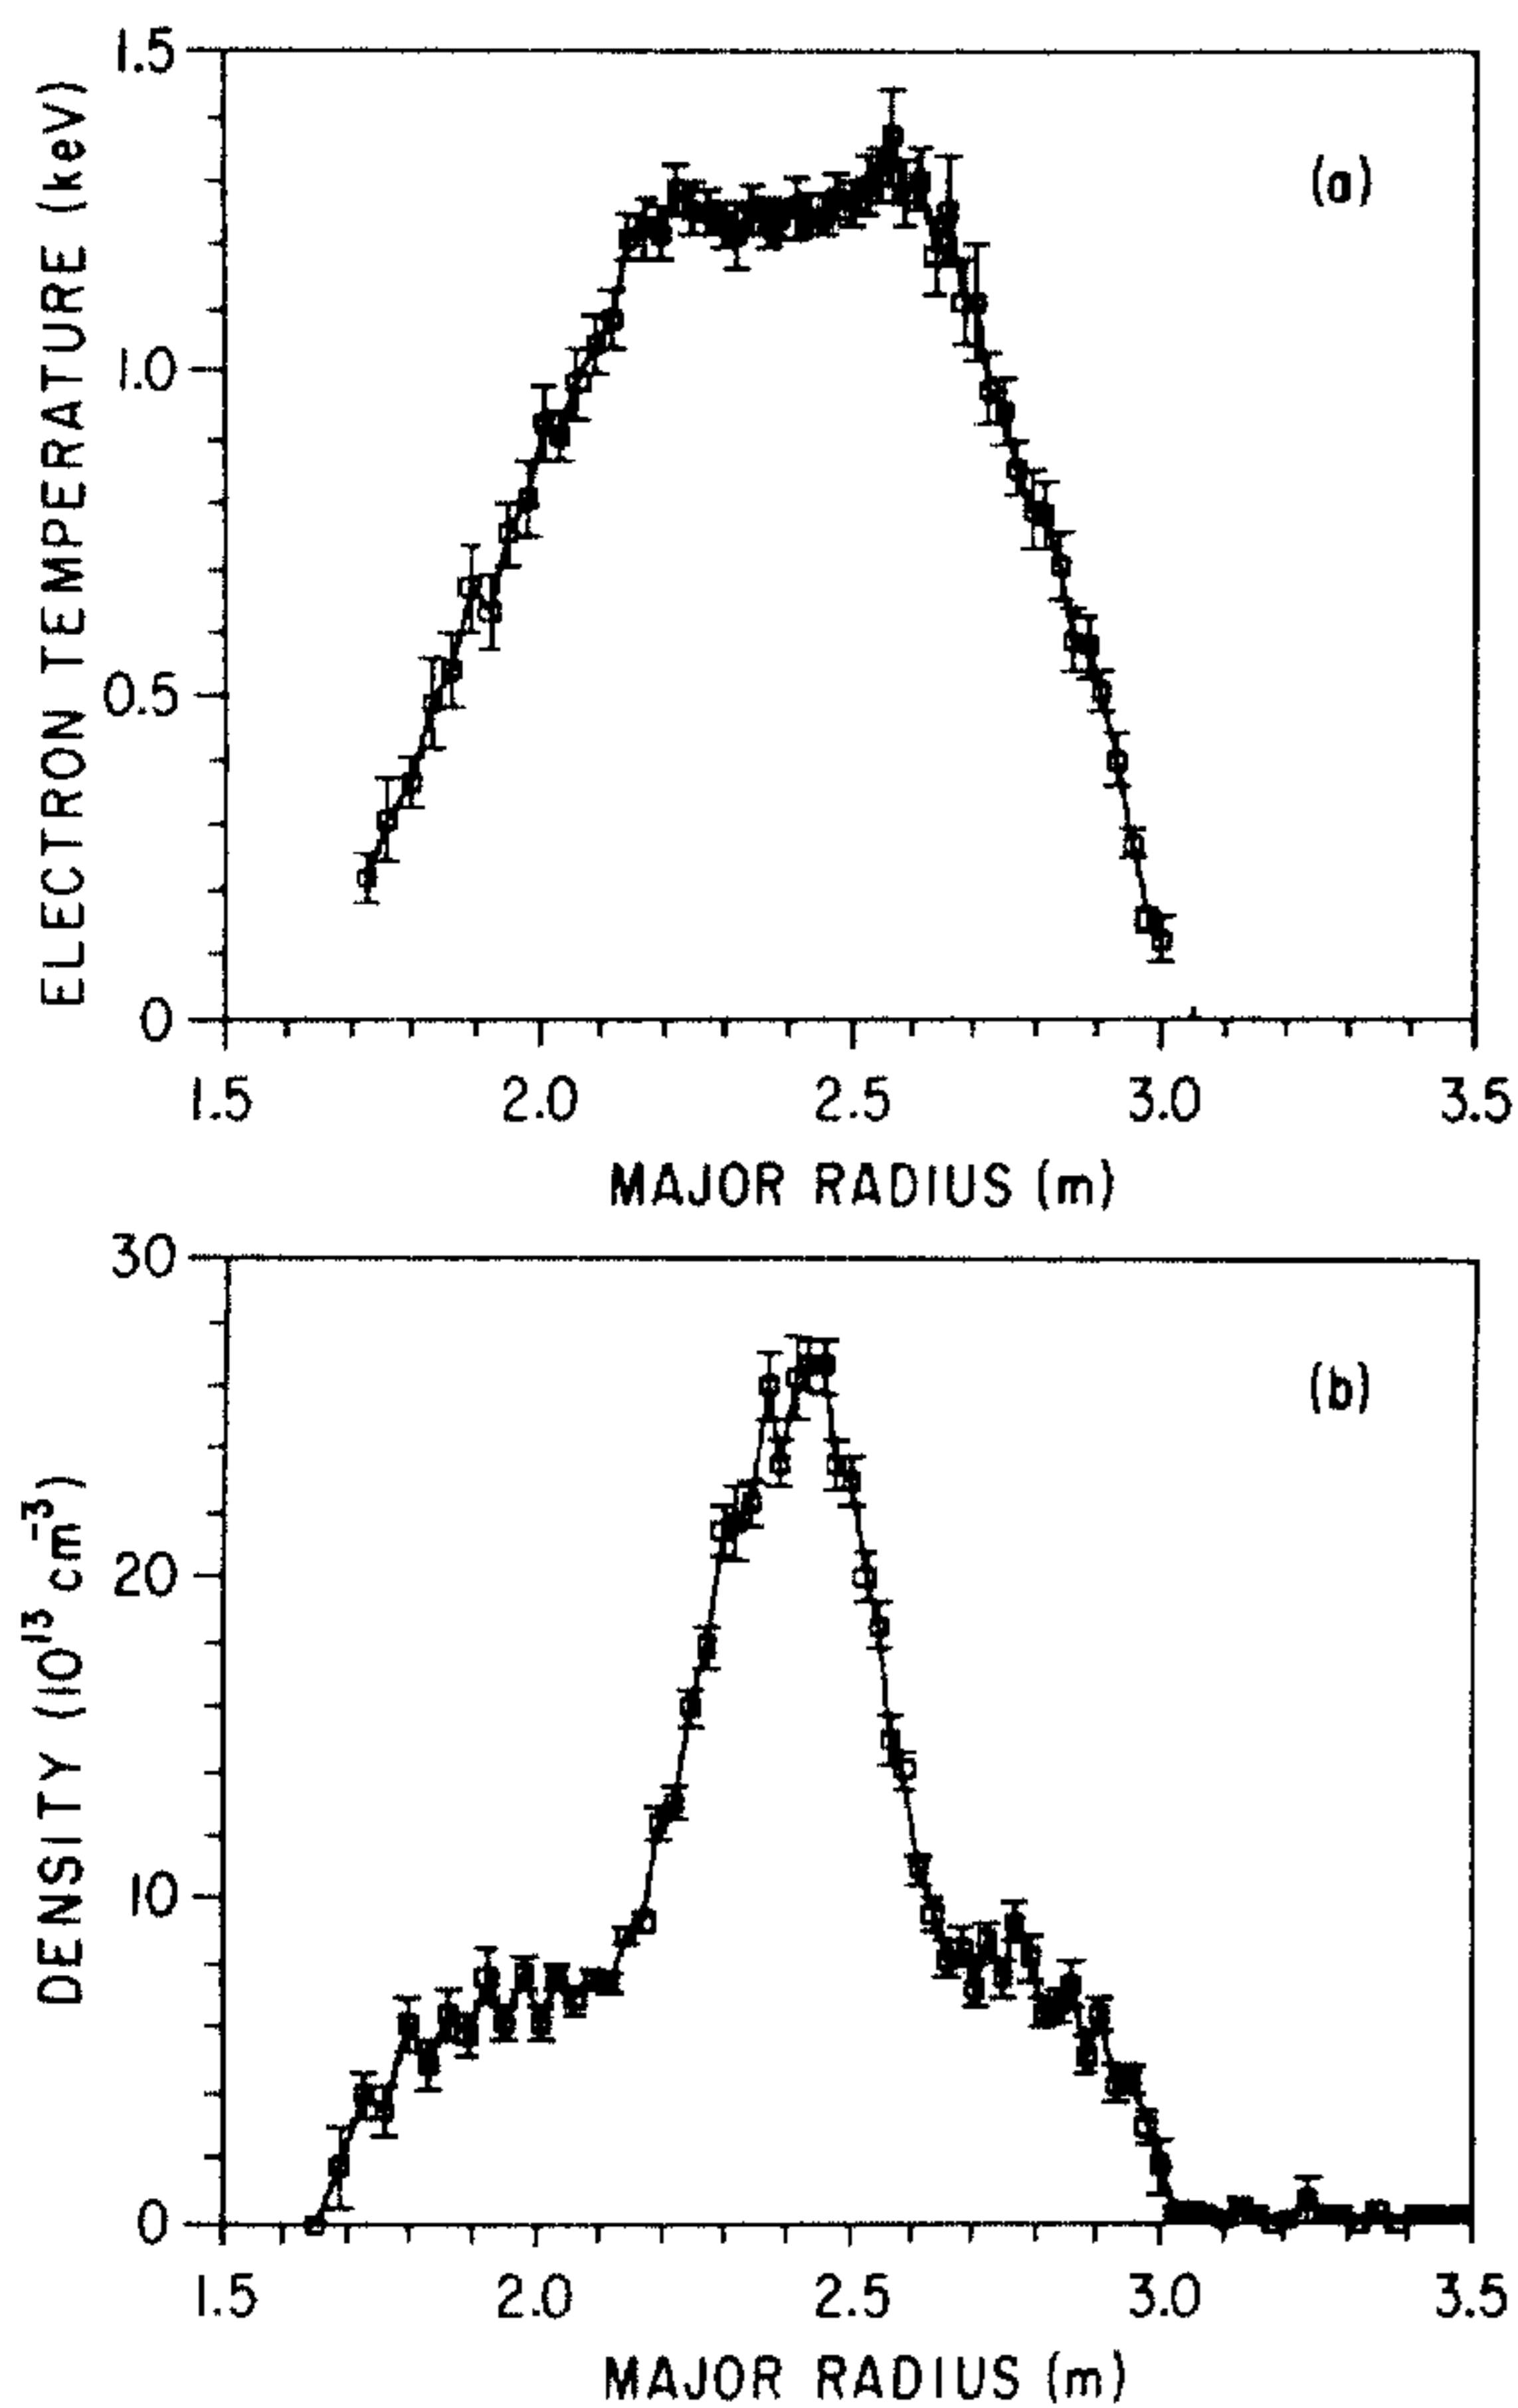 1.5
1.0
0.5
0
ELECTRON TEMPERATURE (keV)
(a)
1.5 2.0 2.5 3.0 3.5
MAJOR RADIUS (m)
30
20
10
0
DENSITY (10¹³ cm⁻³)
(b)
1.5 2.0 2.5 3.0 3.5
MAJOR RADIUS (m)